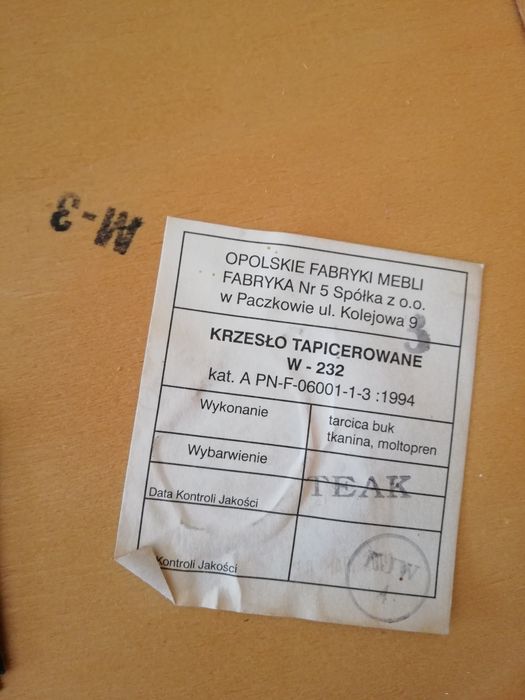 M-3
OPOLSKIE FABRYKI MEBLI
FABRYKA Nr 5 Spółka z o.o.
w Paczkowie ul. Kolejowa 9
3
KRZESŁO TAPICEROWANE
W - 232
kat. A PN-F-06001-1-3 :1994
Wykonanie
tarcica buk
tkanina, moltopren
Wybarwienie
TEAK
Data Kontroli Jakości
Kontroli Jakości